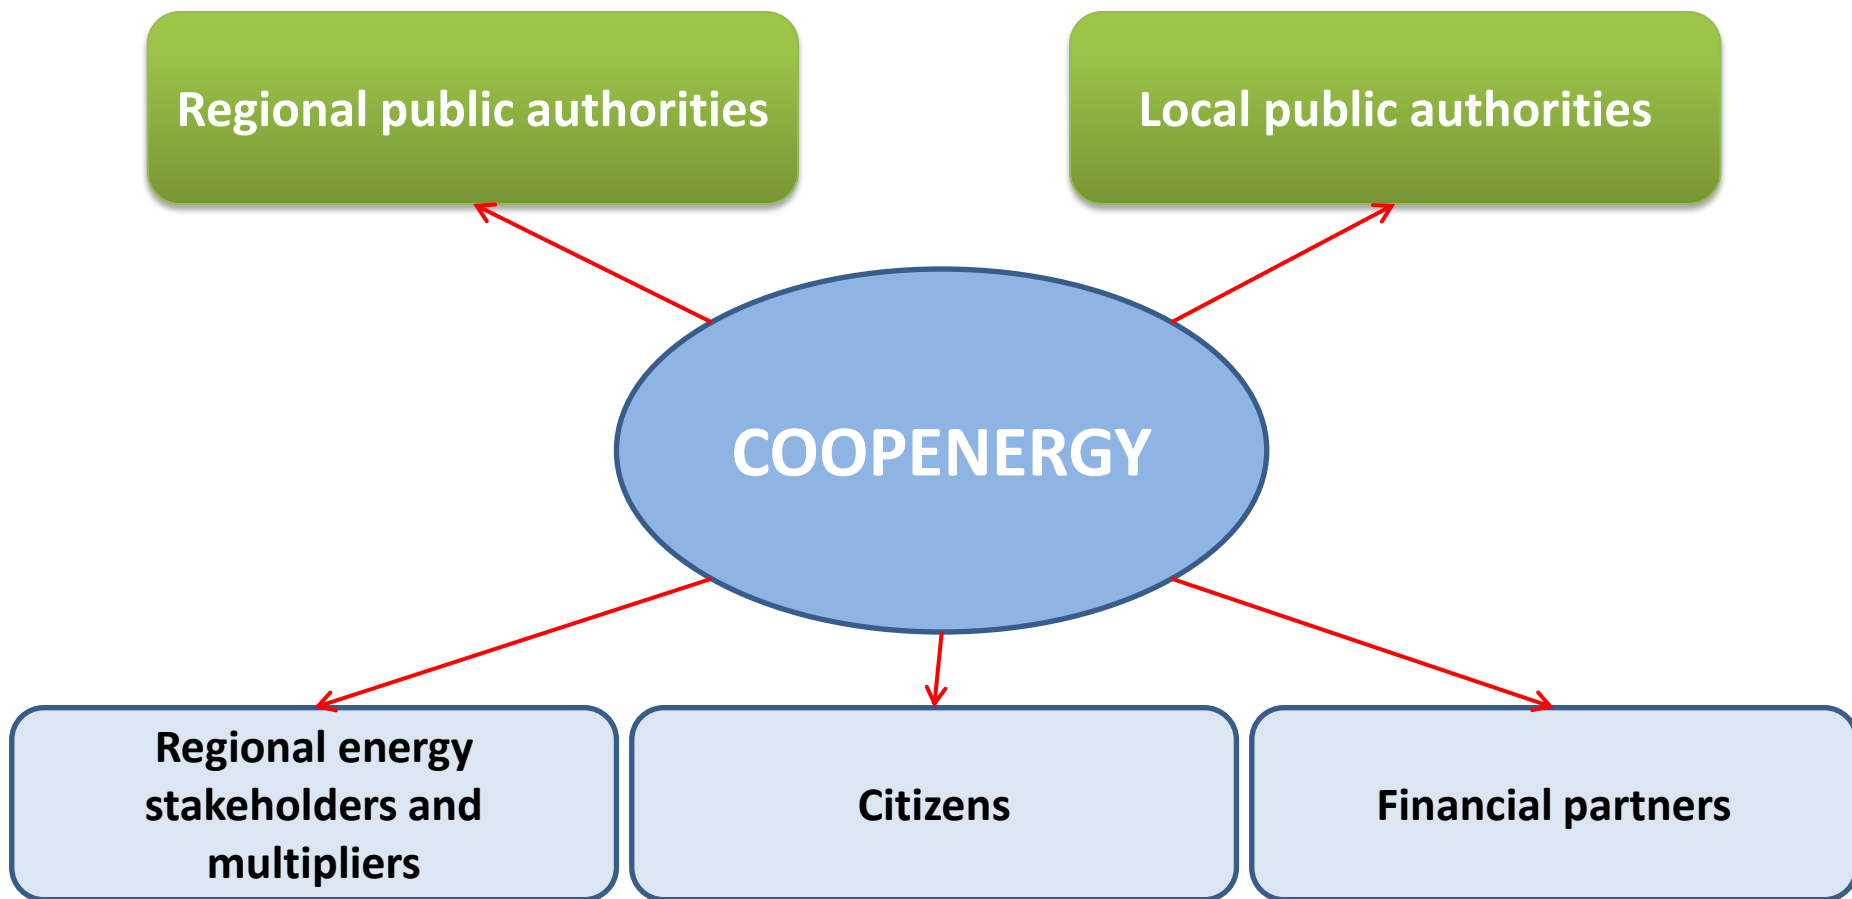 Regional public authorities
Local public authorities
COOPENERGY
Regional energy
stakeholders and
multipliers
Citizens
Financial partners